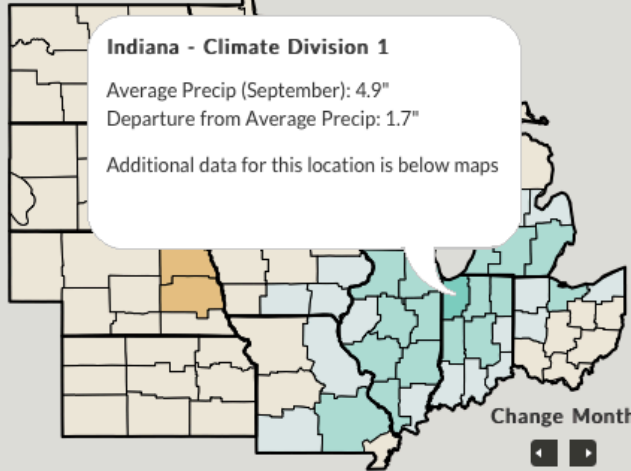 Indiana - Climate Division 1
Average Precip (September): 4.9"
Departure from Average Precip: 1.7"
Additional data for this location is below maps
Change Month